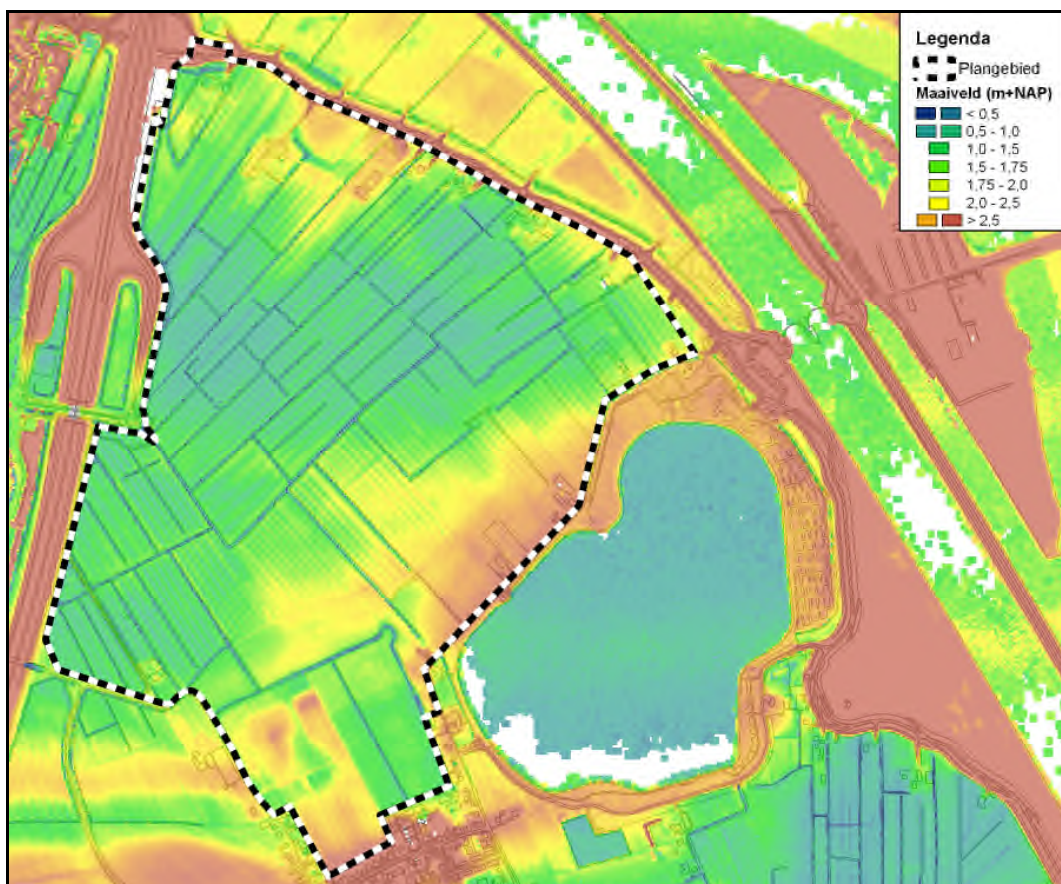 Legenda
Plangebied
Maaiveld (m+NAP)
< 0,5
0,5 - 1,0
1,0 - 1,5
1,5 - 1,75
1,75 - 2,0
2,0 - 2,5
> 2,5